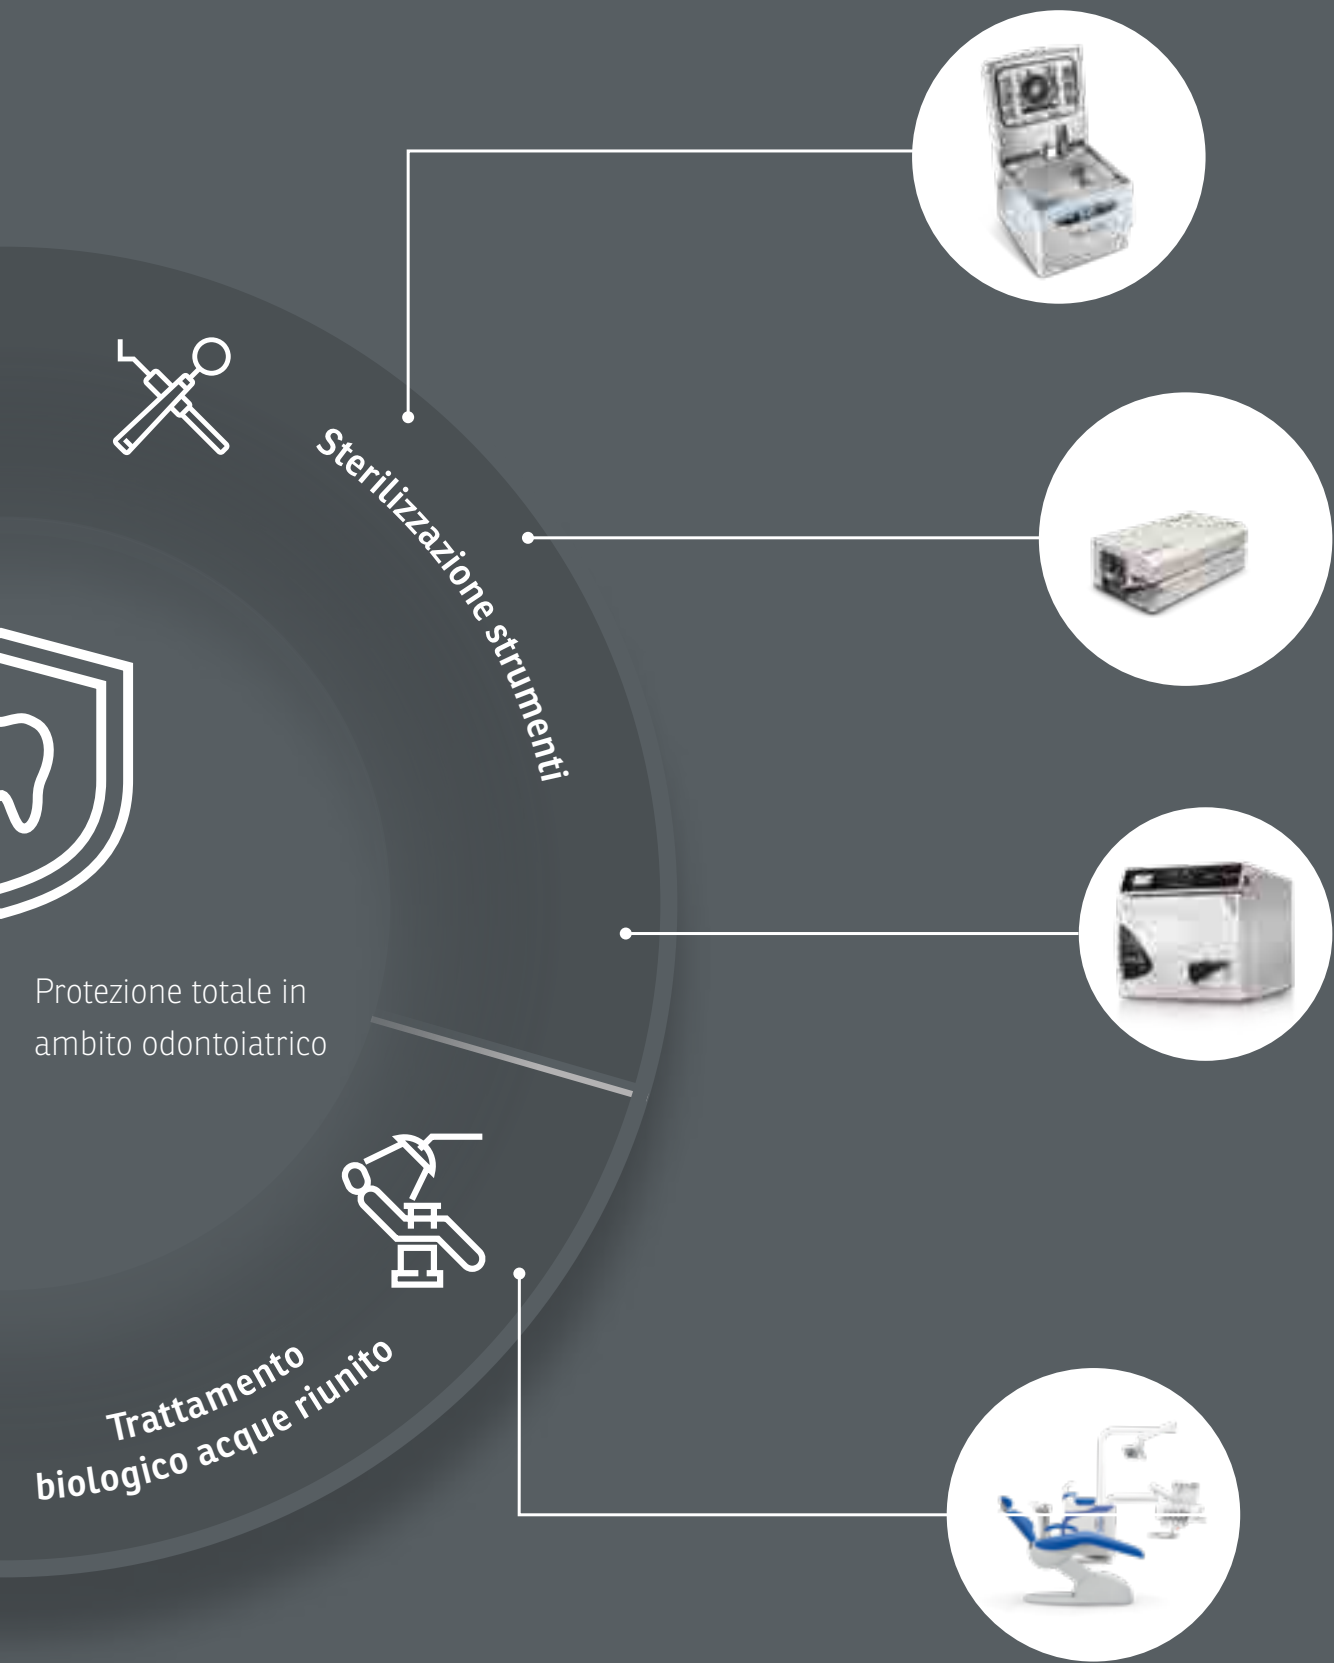 Sterilizzazione strumenti
Protezione totale in
ambito odontoiatrico
Trattamento
biologico acque riunito